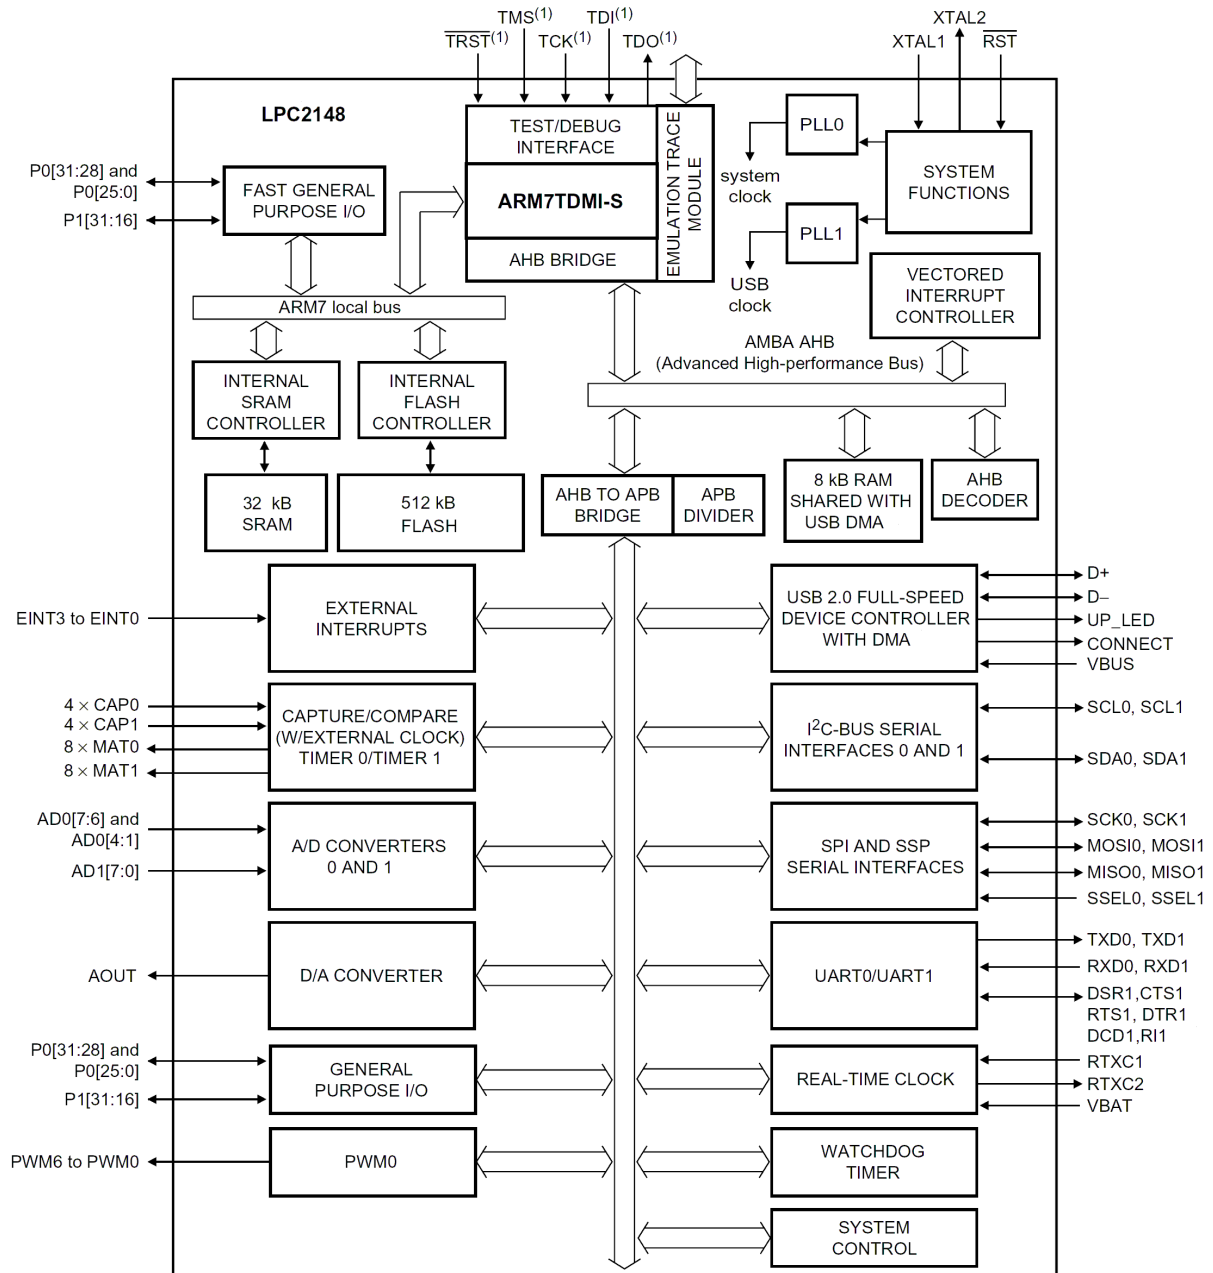 TMS(1)
TDI(1)
TRST(1)
TCK(1)
TDO(1)
XTAL2
XTAL1
RST
LPC2148
TEST/DEBUG
INTERFACE
ARM7TDMI-S
AHB BRIDGE
EMULATION TRACE
MODULE
PLL0
system
clock
PLL1
USB
clock
SYSTEM
FUNCTIONS
P0[31:28] and
P0[25:0]
P1[31:16]
FAST GENERAL
PURPOSE I/O
VECTORED
INTERRUPT
CONTROLLER
ARM7 local bus
AMBA AHB
(Advanced High-performance Bus)
INTERNAL
SRAM
CONTROLLER
INTERNAL
FLASH
CONTROLLER
32 kB
SRAM
512 kB
FLASH
AHB TO APB
BRIDGE
APB
DIVIDER
8 kB RAM
SHARED WITH
USB DMA
AHB
DECODER
EINT3 to EINT0
EXTERNAL
INTERRUPTS
USB 2.0 FULL-SPEED
DEVICE CONTROLLER
WITH DMA
D+
D−
UP_LED
CONNECT
VBUS
4 × CAP0
4 × CAP1
8 × MAT0
8 × MAT1
CAPTURE/COMPARE
(W/EXTERNAL CLOCK)
TIMER 0/TIMER 1
I2C-BUS SERIAL
INTERFACES 0 AND 1
SCL0, SCL1
SDA0, SDA1
AD0[7:6] and
AD0[4:1]
AD1[7:0]
A/D CONVERTERS
0 AND 1
SPI AND SSP
SERIAL INTERFACES
SCK0, SCK1
MOSI0, MOSI1
MISO0, MISO1
SSEL0, SSEL1
AOUT
D/A CONVERTER
UART0/UART1
TXD0, TXD1
RXD0, RXD1
DSR1,CTS1
RTS1, DTR1
DCD1,RI1
P0[31:28] and
P0[25:0]
P1[31:16]
GENERAL
PURPOSE I/O
REAL-TIME CLOCK
RTXC1
RTXC2
VBAT
PWM6 to PWM0
PWM0
WATCHDOG
TIMER
SYSTEM
CONTROL